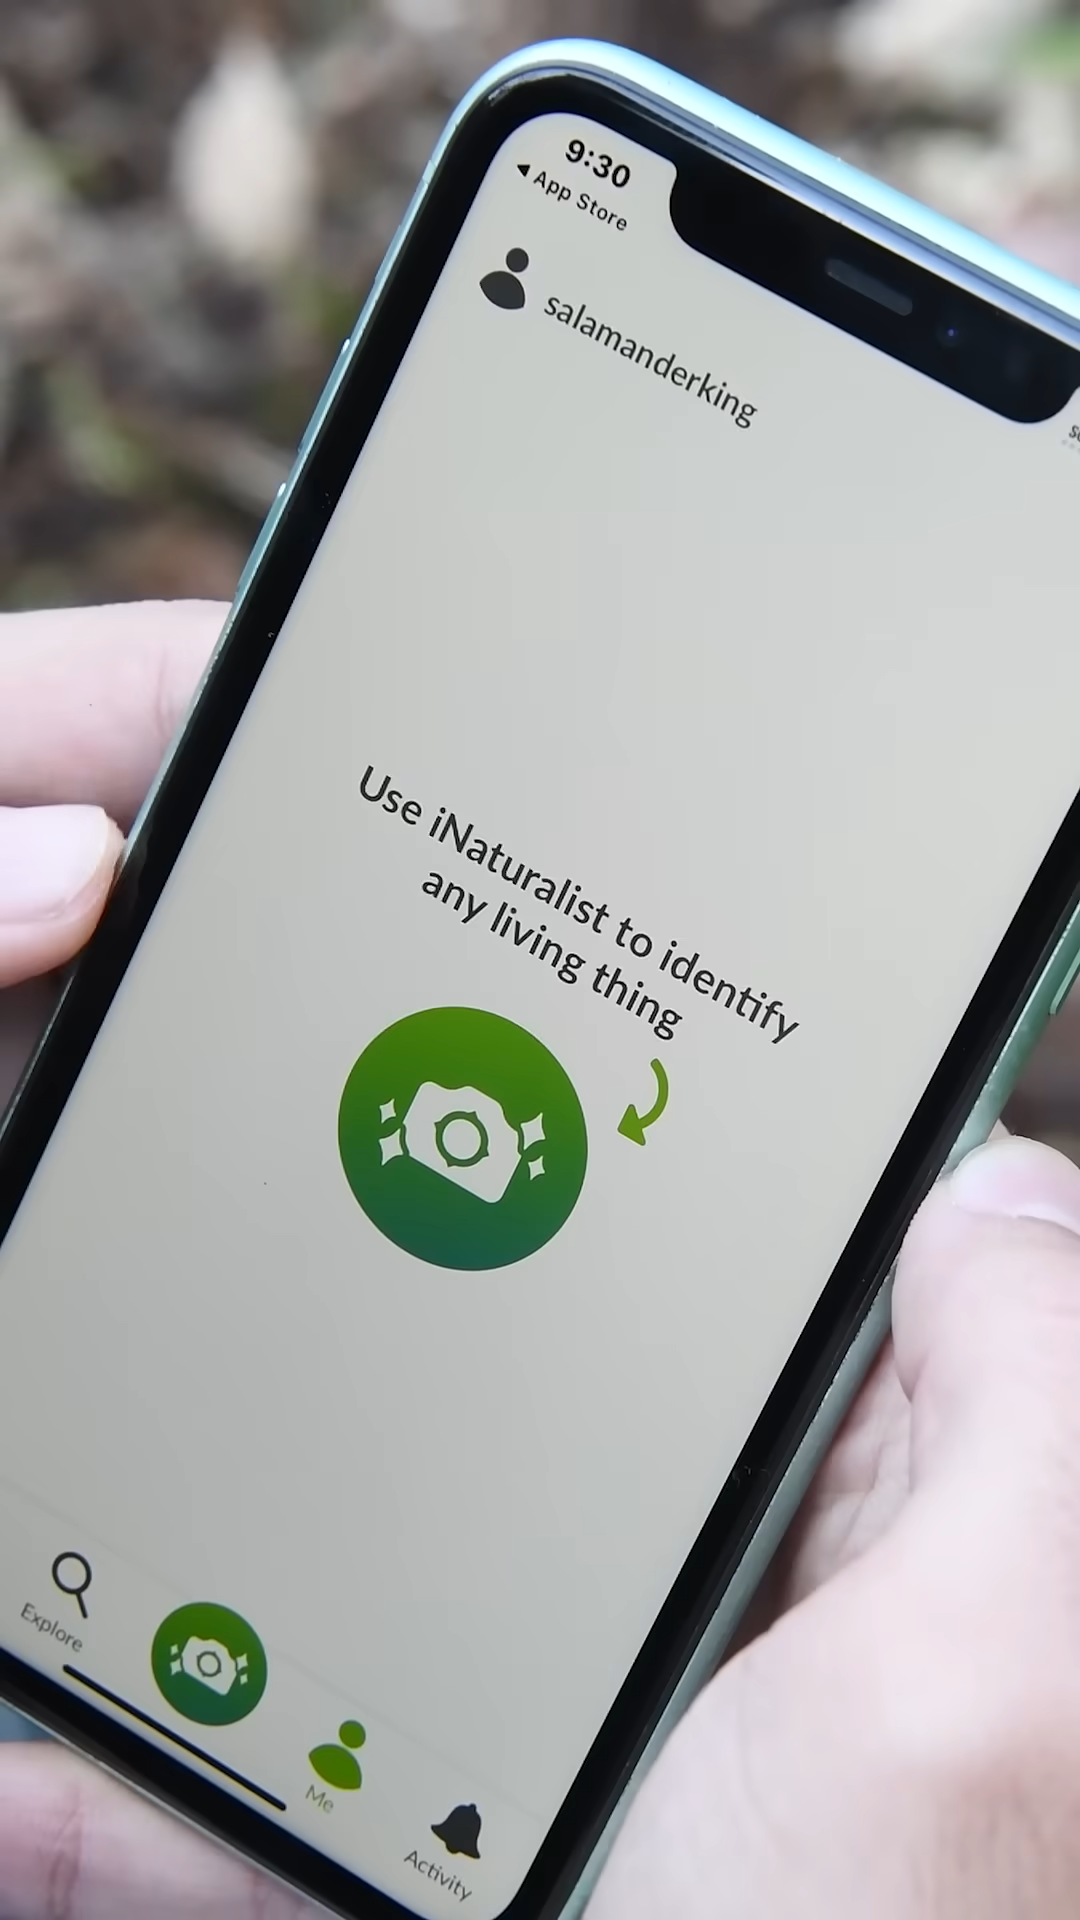 9:30
◀ App Store
salamanderking
Use iNaturalist to identify
any living thing
Explore
Me
Activity